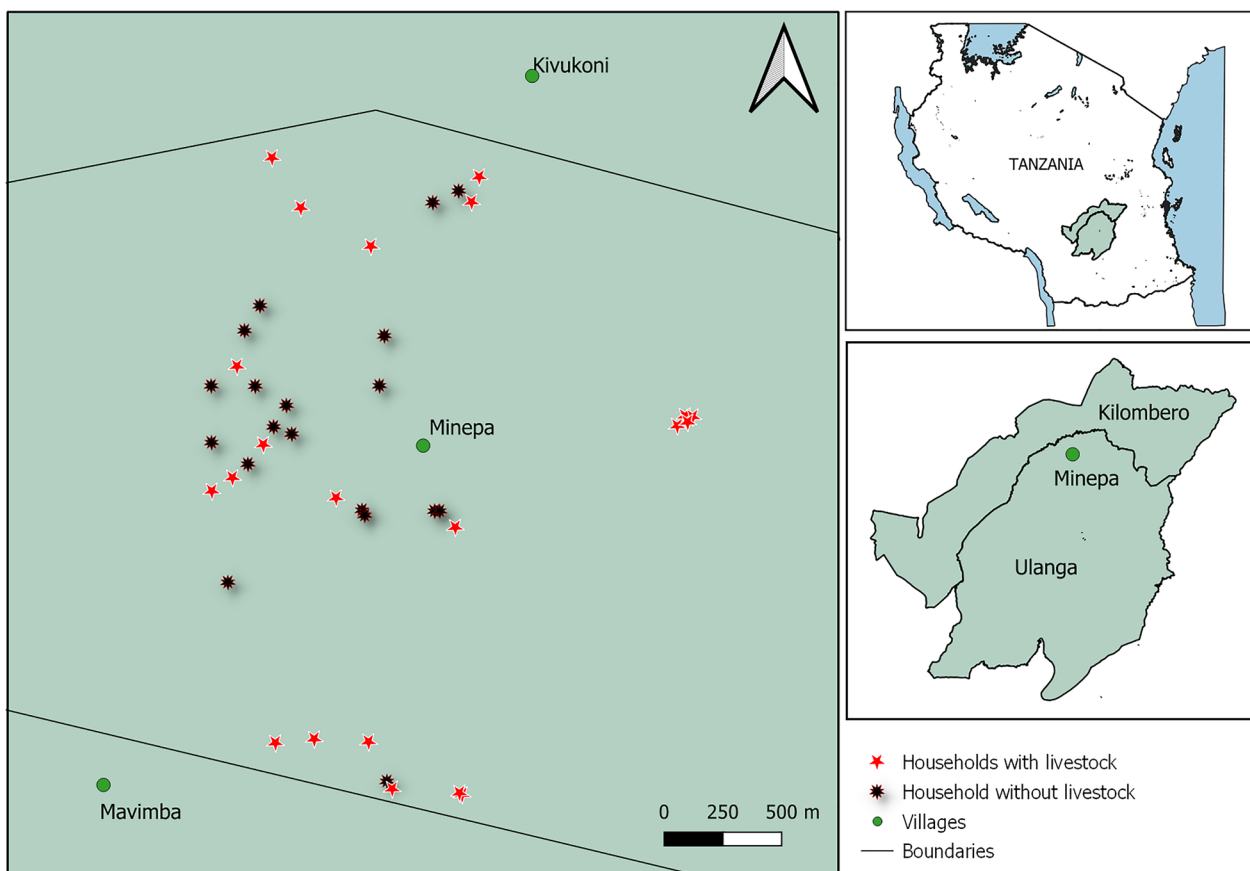 Kivukoni
Minepa
Mavimba
0 250 500 m
TANZANIA
Kilombero
Minepa
Ulanga
Households with livestock
Household without livestock
Villages
Boundaries